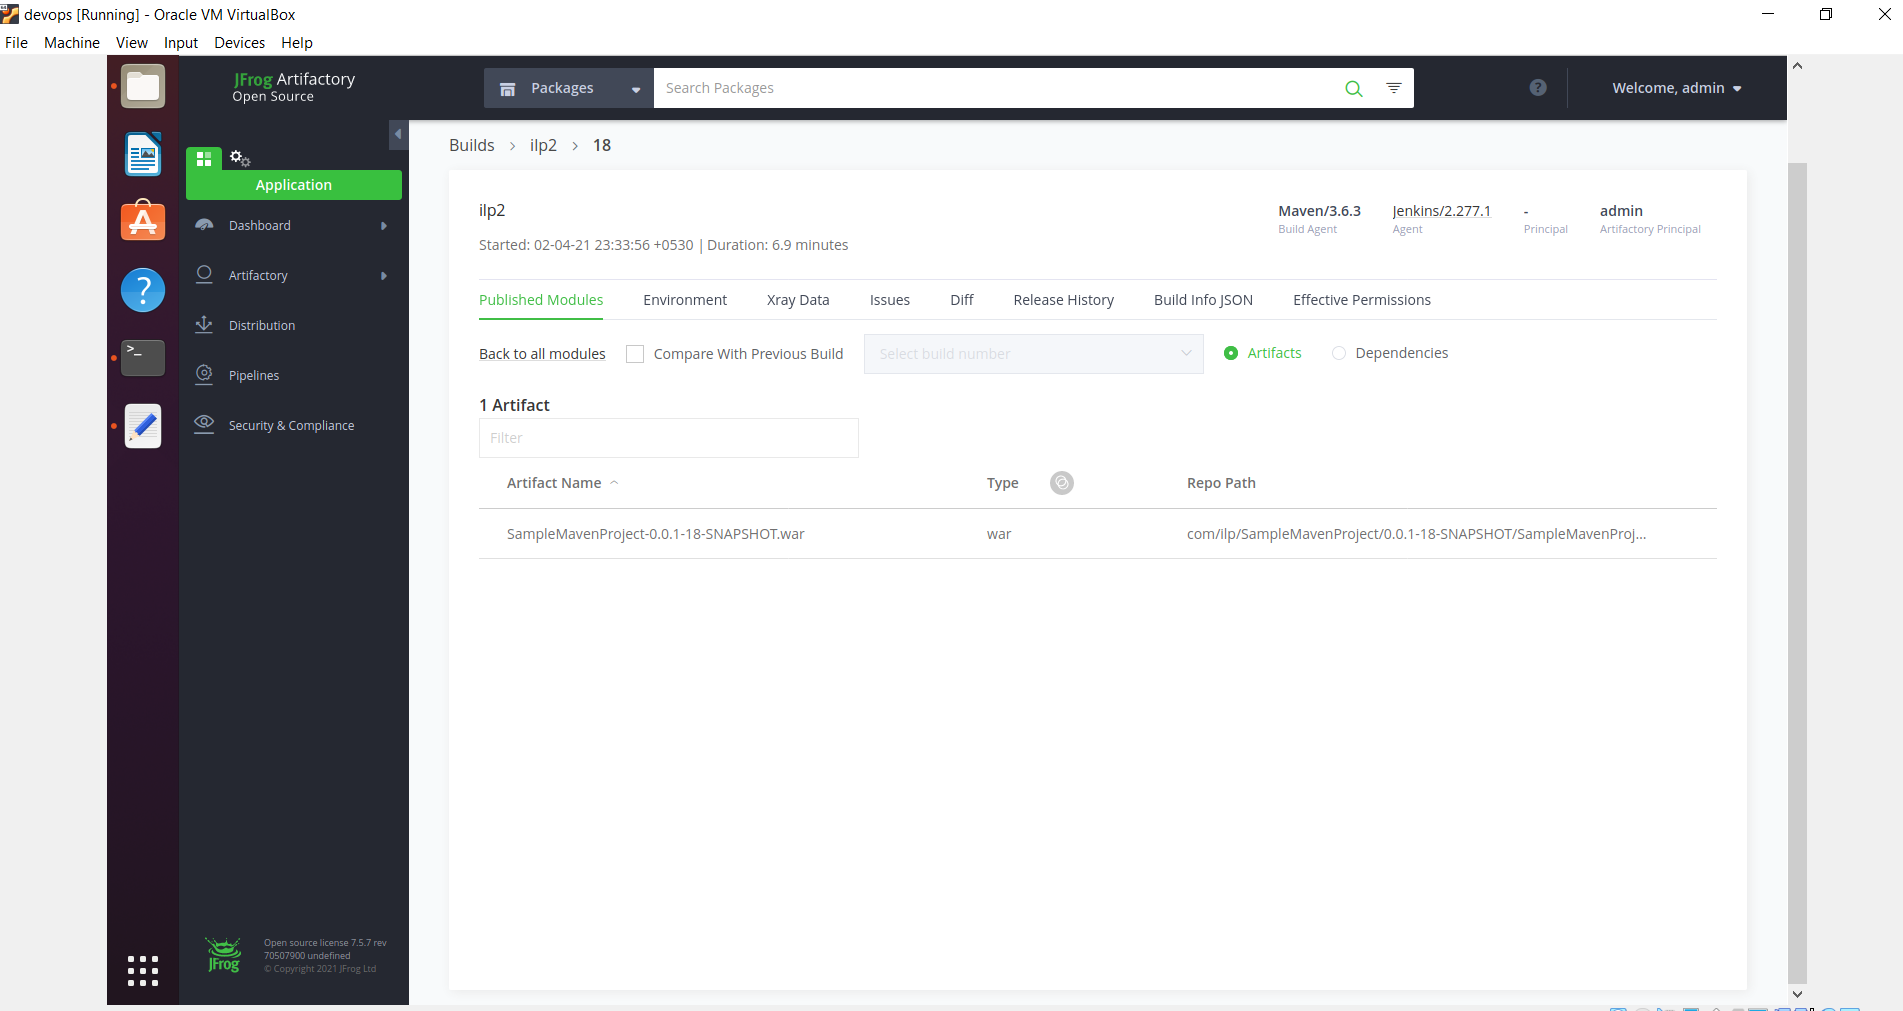 devops [Running] - Oracle VM VirtualBox
File Machine View Input Devices Help
JFrog Artifactory
Open Source
Packages
Search Packages
?
Welcome, admin
Application
Dashboard
Artifactory
Distribution
Pipelines
Security & Compliance
Builds > ilp2 > 18
ilp2
Started: 02-04-21 23:33:56 +0530 | Duration: 6.9 minutes
Maven/3.6.3
Build Agent
Jenkins/2.277.1
Agent
-
Principal
admin
Artifactory Principal
Published Modules Environment Xray Data Issues Diff Release History Build Info JSON Effective Permissions
Back to all modules Compare With Previous Build Select build number Artifacts Dependencies
1 Artifact
Filter
Artifact Name Type Repo Path
SampleMavenProject-0.0.1-18-SNAPSHOT.war war com/ilp/SampleMavenProject/0.0.1-18-SNAPSHOT/SampleMavenProj...
JFrog
Open source license 7.5.7 rev
70507900 undefined
© Copyright 2021 JFrog Ltd